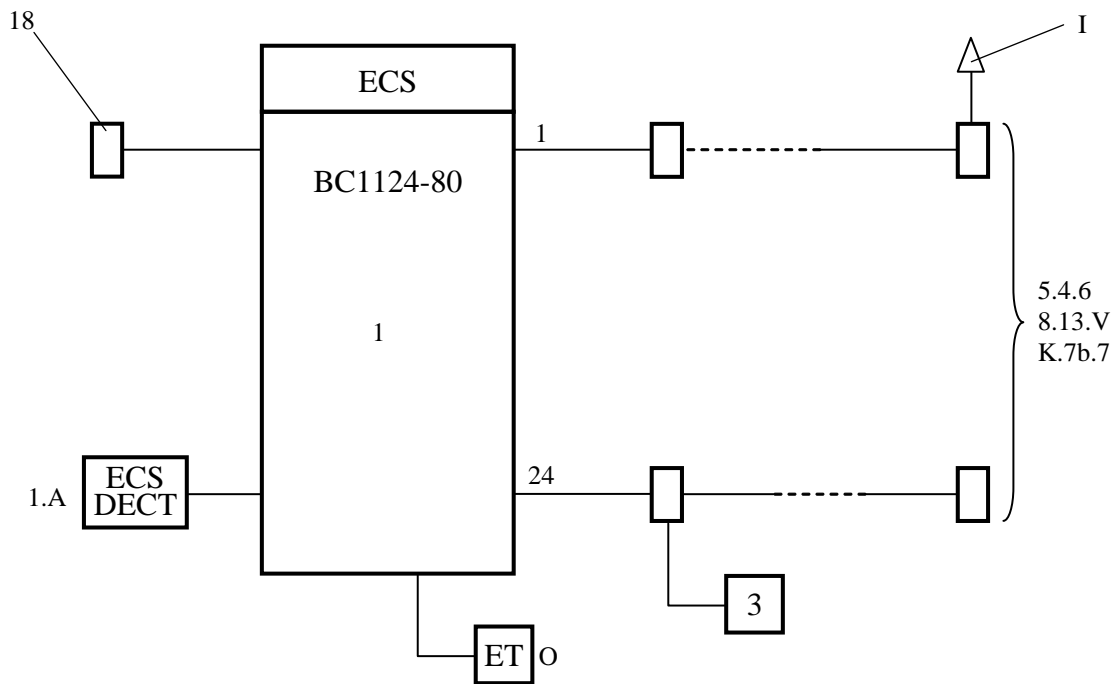 18
I
ECS
1
BC1124-80
5.4.6
8.13.V
K.7b.7
1
24
1.A
ECS
DECT
3
ET
O